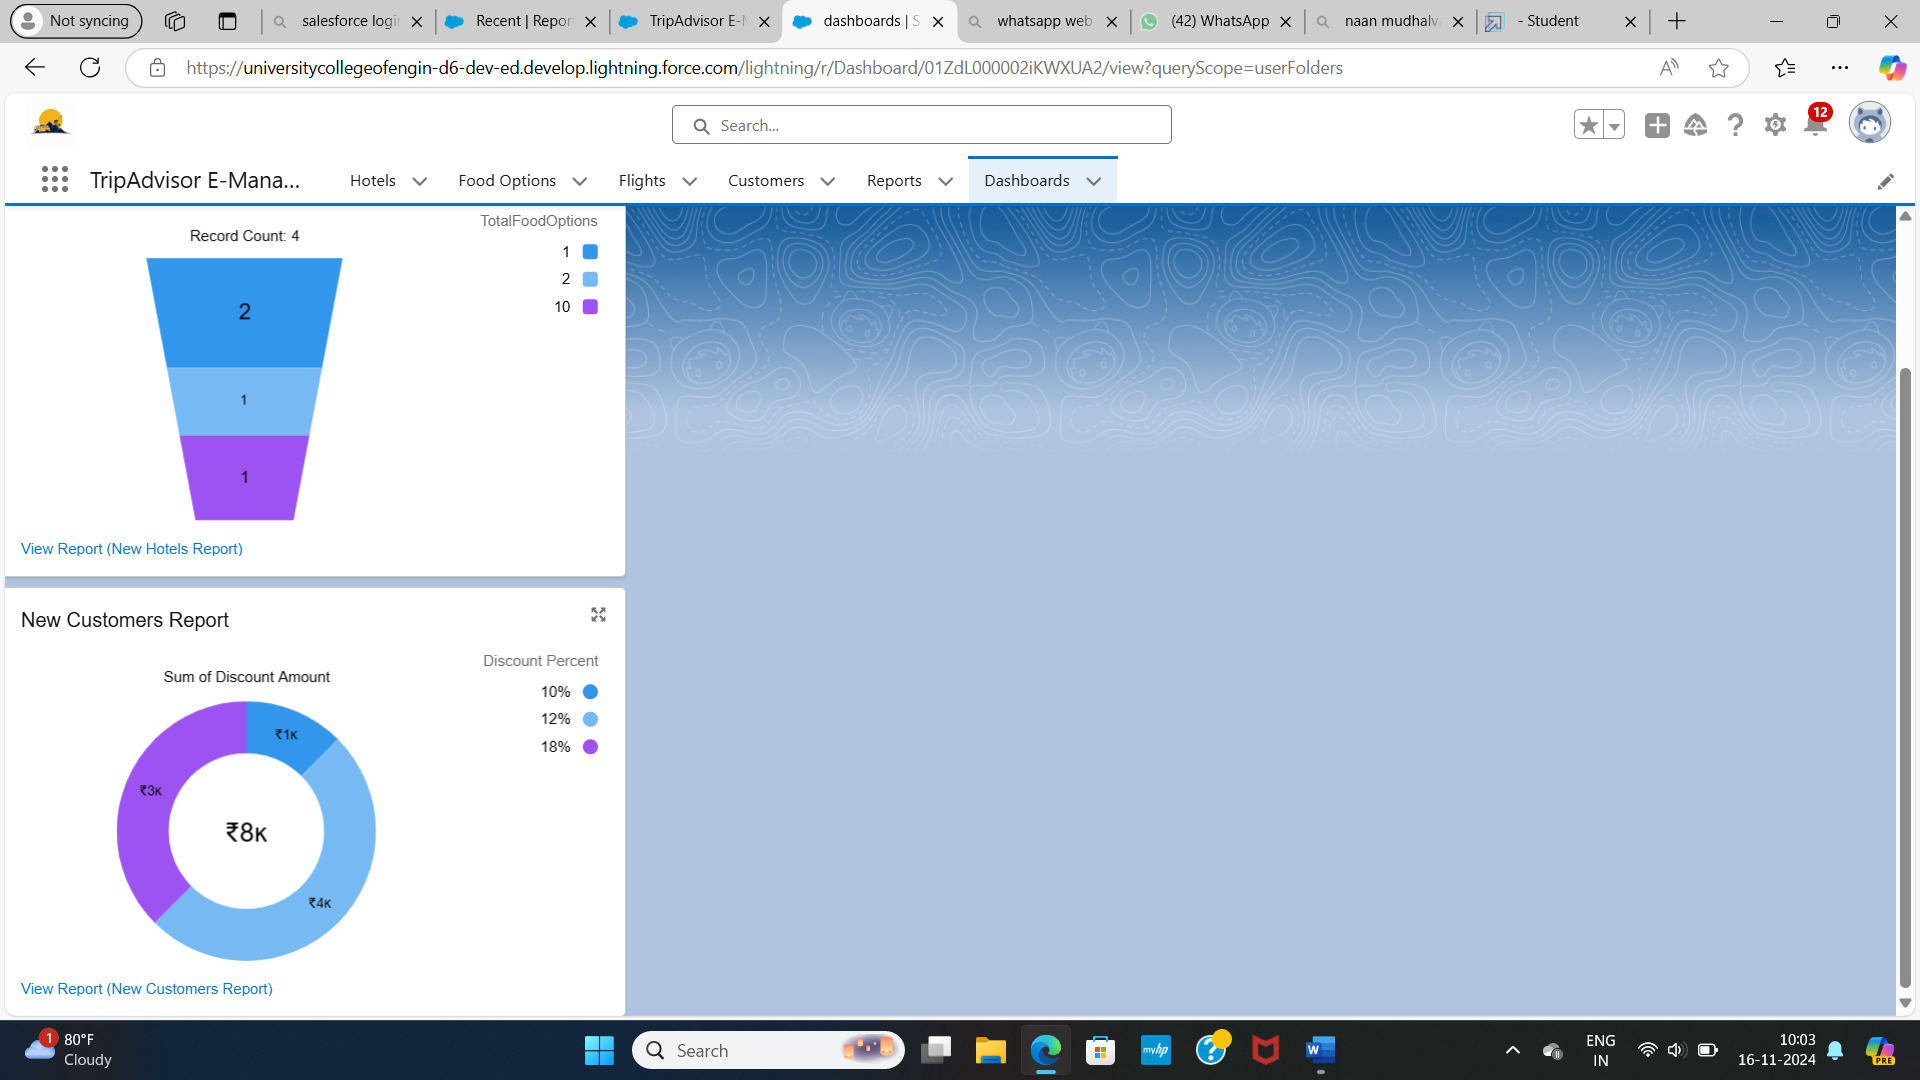 Not syncing
salesforce logi
Recent | Repor
TripAdvisor E-M
dashboards | S
whatsapp web
(42) WhatsApp
naan mudhalv
- Student
https://universitycollegeofengin-d6-dev-ed.develop.lightning.force.com/lightning/r/Dashboard/01ZdL000002iKWXUA2/view?queryScope=userFolders
Search...
12
TripAdvisor E-Mana...
Hotels
Food Options
Flights
Customers
Reports
Dashboards
TotalFoodOptions
Record Count: 4
1
2
10
2
1
1
View Report (New Hotels Report)
New Customers Report
Discount Percent
Sum of Discount Amount
10%
12%
18%
₹1K
₹3K
₹8K
₹4K
View Report (New Customers Report)
1
80°F
Cloudy
Search
myhp
W
ENG
IN
10:03
16-11-2024
PRE